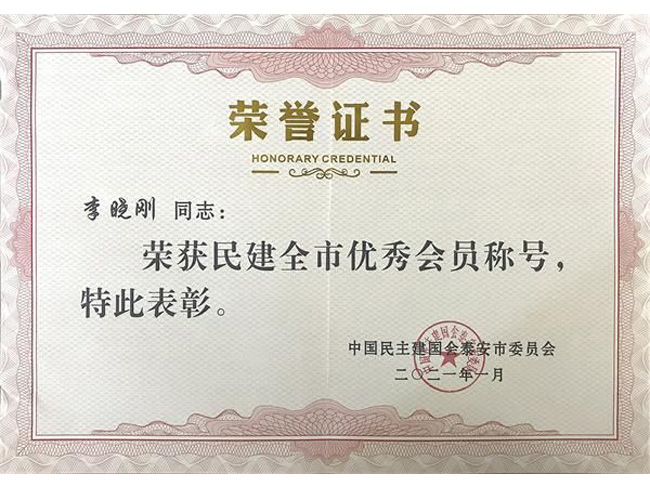 荣誉证书
HONORARY CREDENTIAL
李晓刚 同志：
荣获民建全市优秀会员称号，
特此表彰。
中国民主建国会泰安市委员会
二〇二一年一月